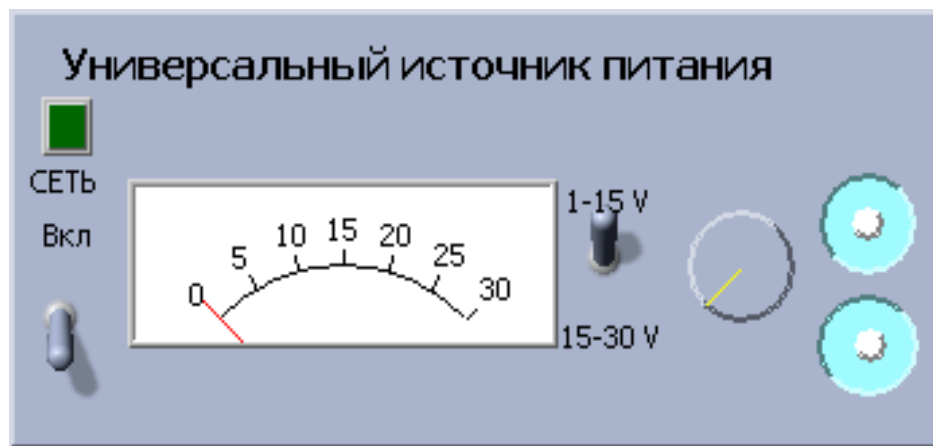 Универсальный источник питания
СЕТЬ
Вкл
0 5 10 15 20 25 30
1-15 V
15-30 V